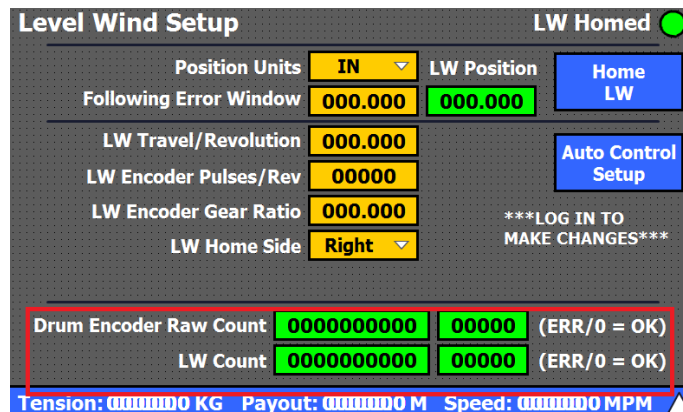 Level Wind Setup LW Homed
Position Units IN LW Position Home LW
Following Error Window 000.000 000.000
LW Travel/Revolution 000.000
Auto Control Setup
LW Encoder Pulses/Rev 00000
LW Encoder Gear Ratio 000.000
***LOG IN TO
MAKE CHANGES***
LW Home Side Right
Drum Encoder Raw Count 0000000000 00000 (ERR/0 = OK)
LW Count 0000000000 00000 (ERR/0 = OK)
Tension: KG Payout: M Speed: MPM